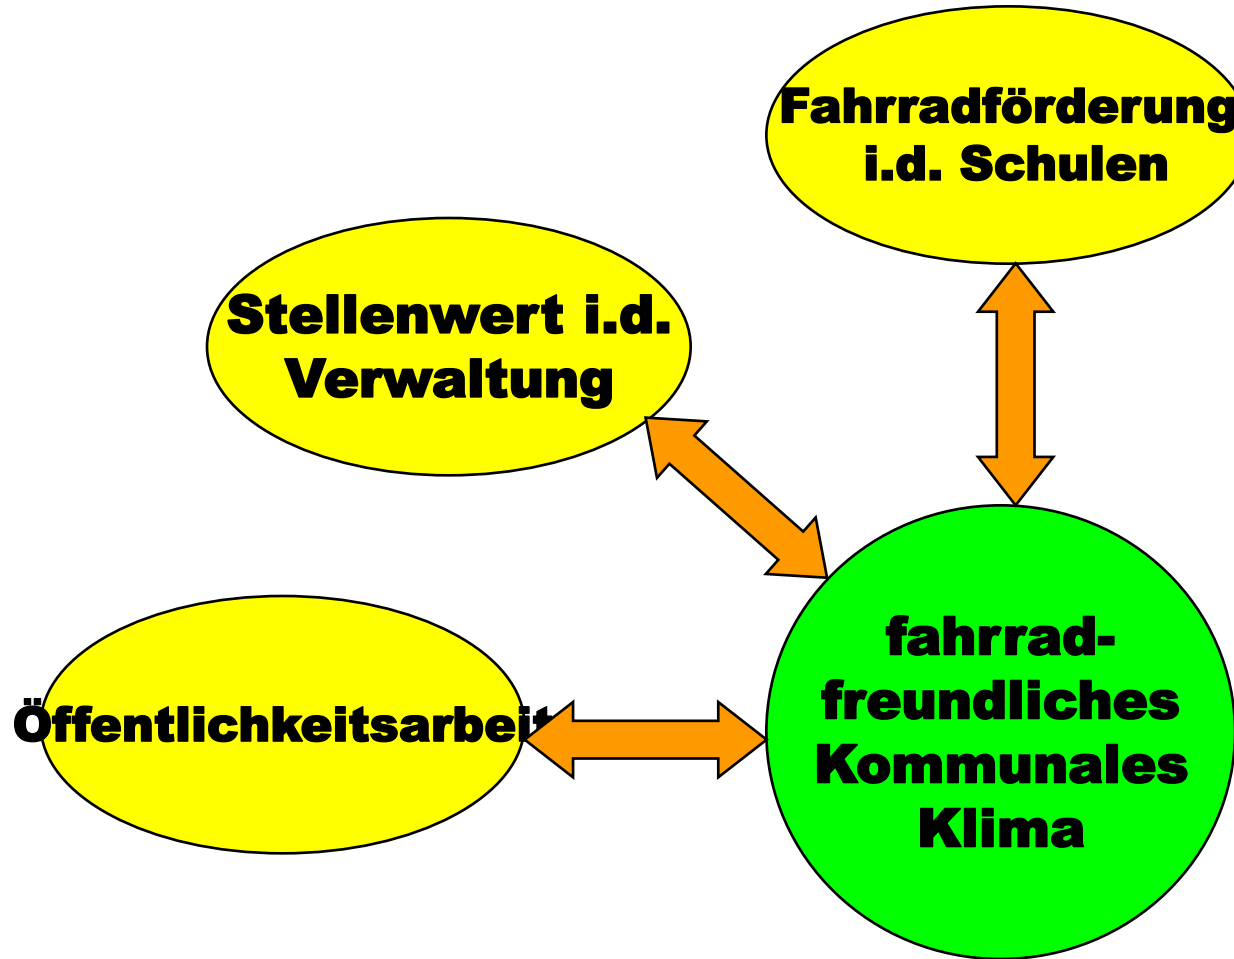 Fahrradförderung
i.d. Schulen
Stellenwert i.d.
Verwaltung
Öffentlichkeitsarbeit
fahrrad-
freundliches
Kommunales
Klima